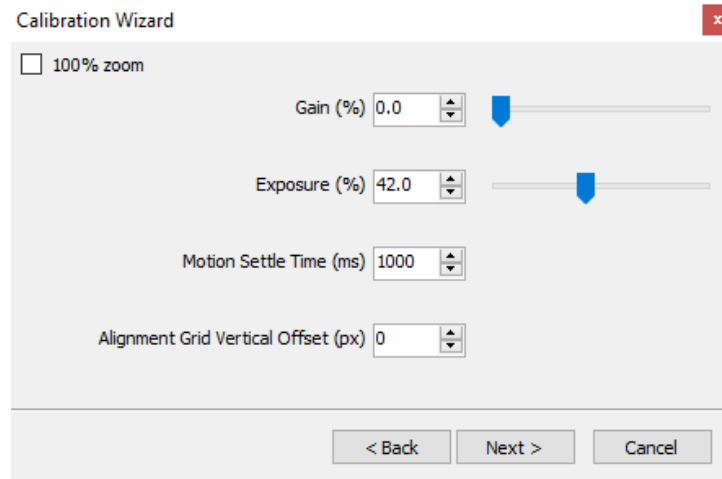 Calibration Wizard
x
100% zoom
Gain (%) 0.0
Exposure (%) 42.0
Motion Settle Time (ms) 1000
Alignment Grid Vertical Offset (px) 0
< Back Next > Cancel